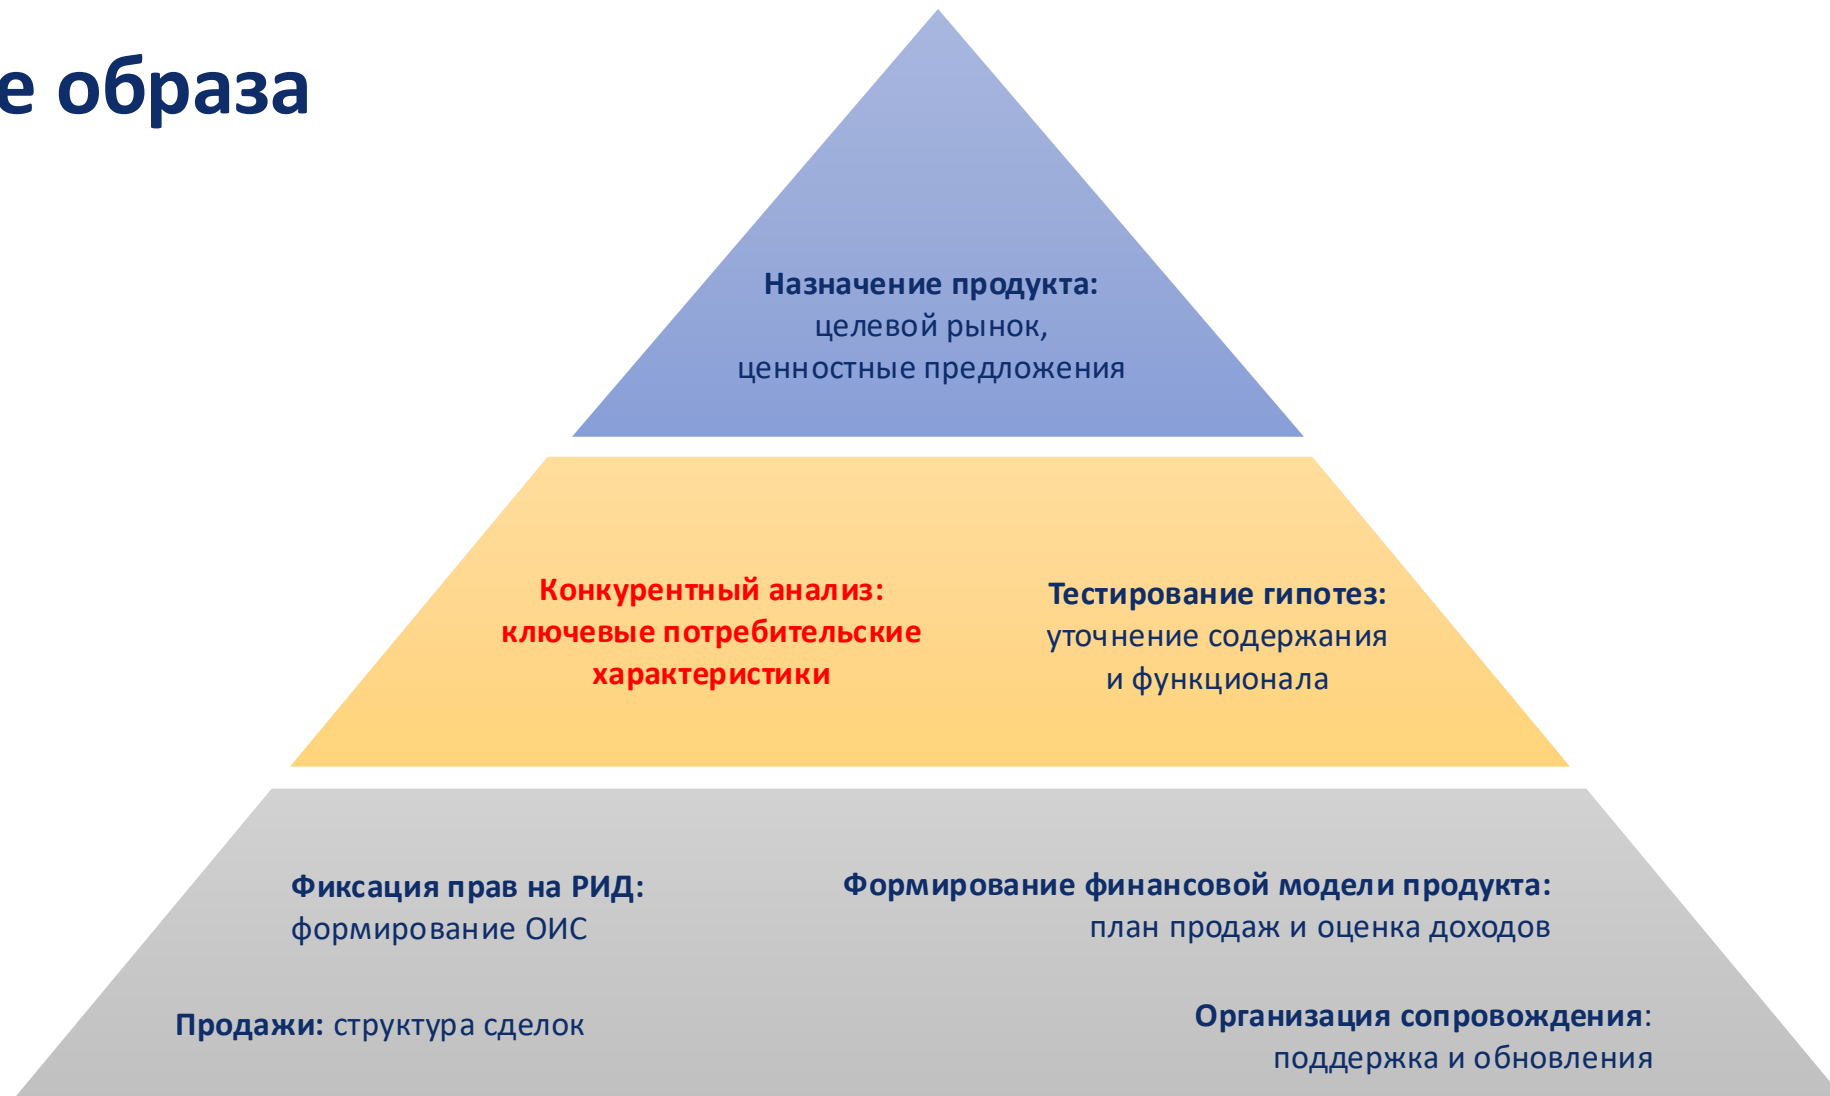 е образа
Назначение продукта:
целевой рынок,
ценностные предложения
Конкурентный анализ:
ключевые потребительские
характеристики
Тестирование гипотез:
уточнение содержания
и функционала
Фиксация прав на РИД:
формирование ОИС
Формирование финансовой модели продукта:
план продаж и оценка доходов
Продажи: структура сделок
Организация сопровождения:
поддержка и обновления